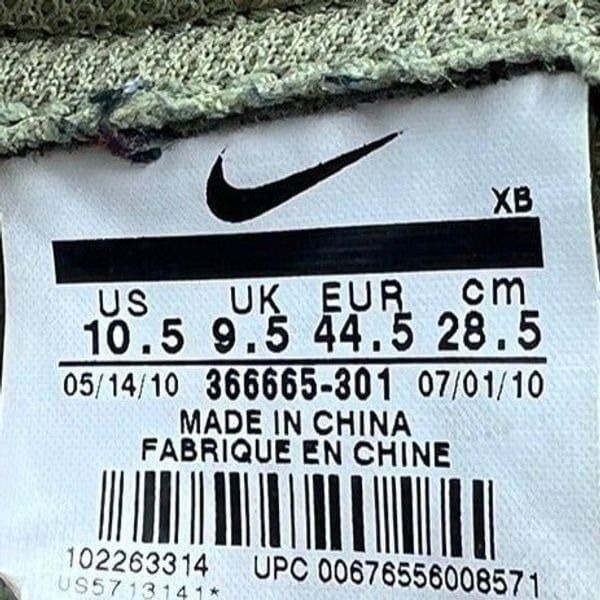 XB
US UK EUR cm
10.5 9.5 44.5 28.5
05/14/10 366665-301 07/01/10
MADE IN CHINA
FABRIQUE EN CHINE
102263314 UPC 00676556008571
US5713141*